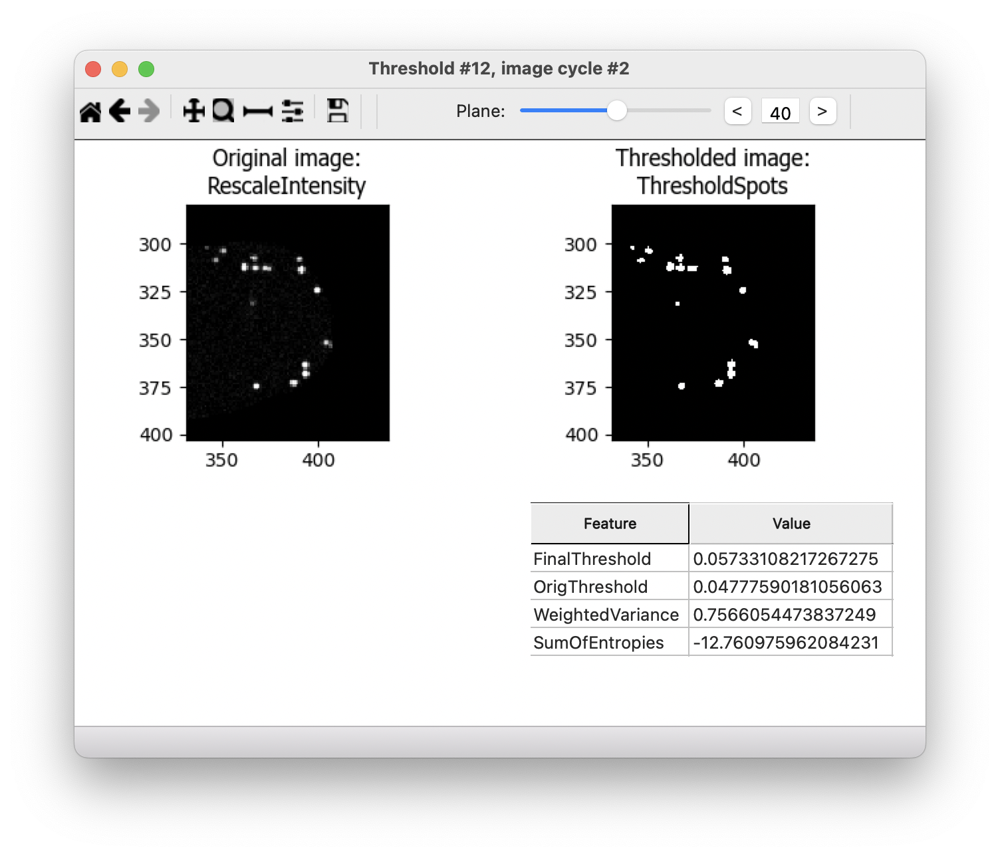 Threshold #12, image cycle #2
Plane:
<
40
>
Original image:
RescaleIntensity
300
325
350
375
400
350
400
Thresholded image:
ThresholdSpots
300
325
350
375
400
350
400
Feature Value
FinalThreshold 0.05733108217267275
OrigThreshold 0.04777590181056063
WeightedVariance 0.7566054473837249
SumOfEntropies -12.760975962084231